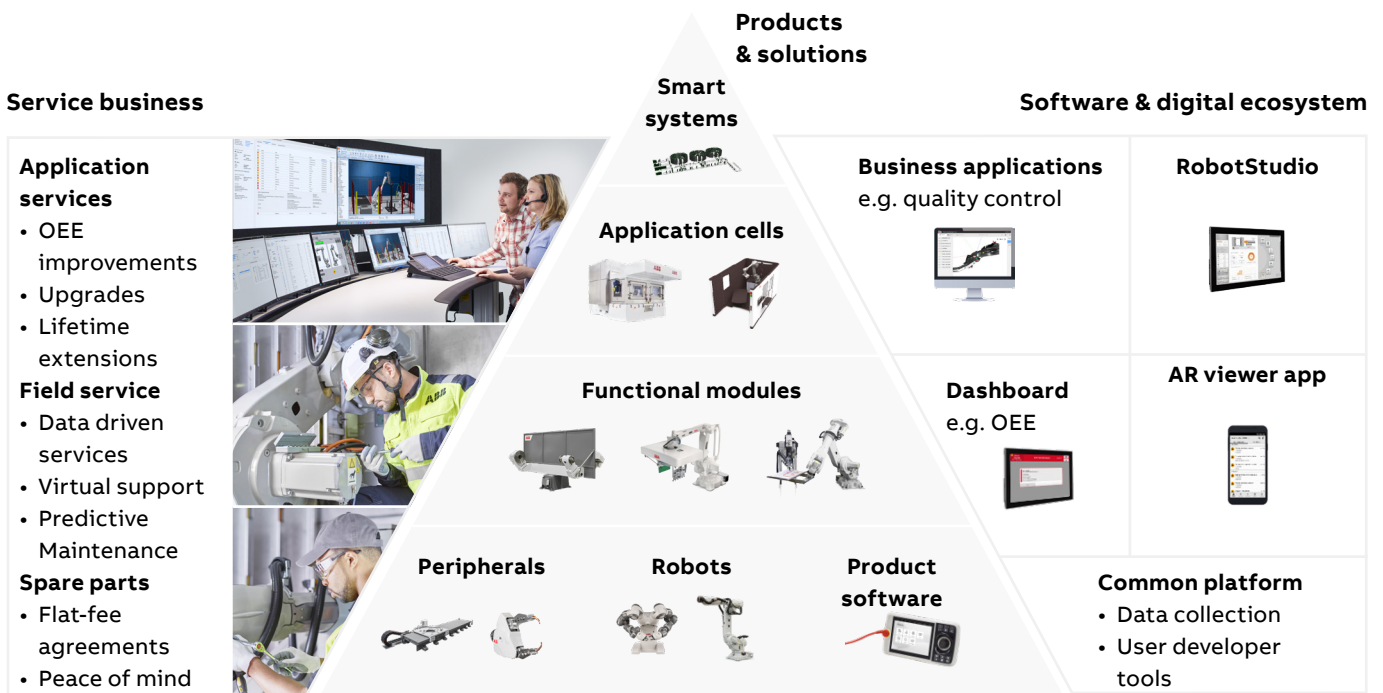 Products
& solutions
Service business
Software & digital ecosystem
Application
services
• OEE
improvements
• Upgrades
• Lifetime
extensions
Field service
• Data driven
services
• Virtual support
• Predictive
Maintenance
Spare parts
• Flat-fee
agreements
• Peace of mind
ABB
Smart
systems
Application cells
ABB
Functional modules
Peripherals
Robots
Product
software
Business applications
e.g. quality control
RobotStudio
Dashboard
e.g. OEE
AR viewer app
Common platform
• Data collection
• User developer
tools